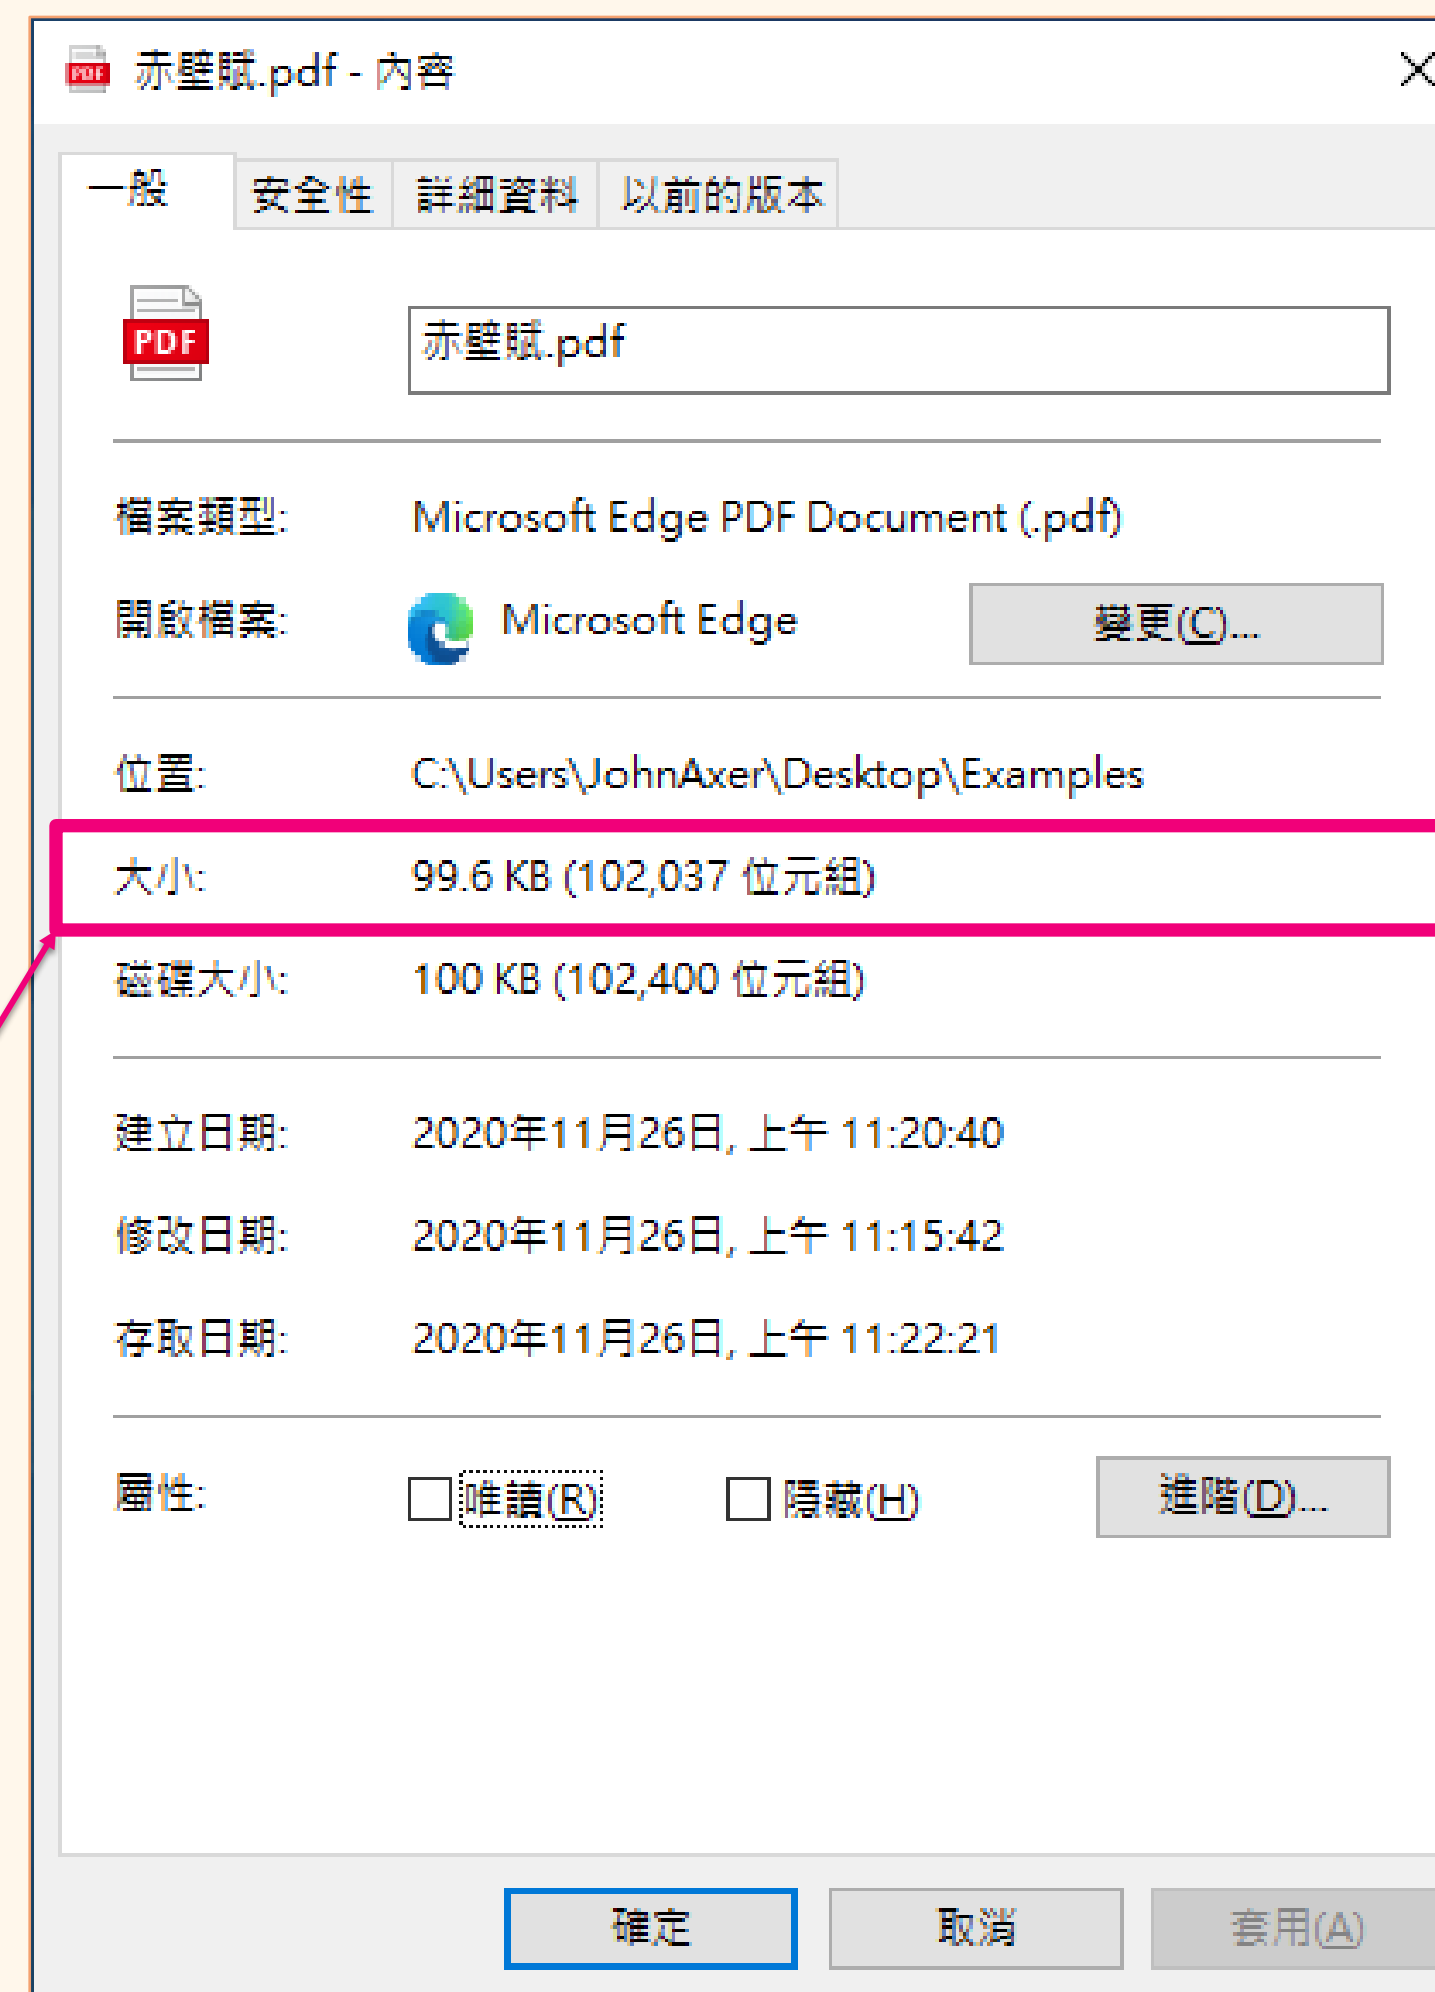 赤壁賦.pdf - 內容
一般 安全性 詳細資料 以前的版本
PDF 赤壁賦.pdf
檔案類型: Microsoft Edge PDF Document (.pdf)
開啟檔案: Microsoft Edge 變更(C)...
位置: C:\Users\JohnAxer\Desktop\Examples
大小: 99.6 KB (102,037 位元組)
磁碟大小: 100 KB (102,400 位元組)
建立日期: 2020年11月26日, 上午 11:20:40
修改日期: 2020年11月26日, 上午 11:15:42
存取日期: 2020年11月26日, 上午 11:22:21
屬性: 唯讀(R) 隱藏(H) 進階(D)...
確定 取消 套用(A)